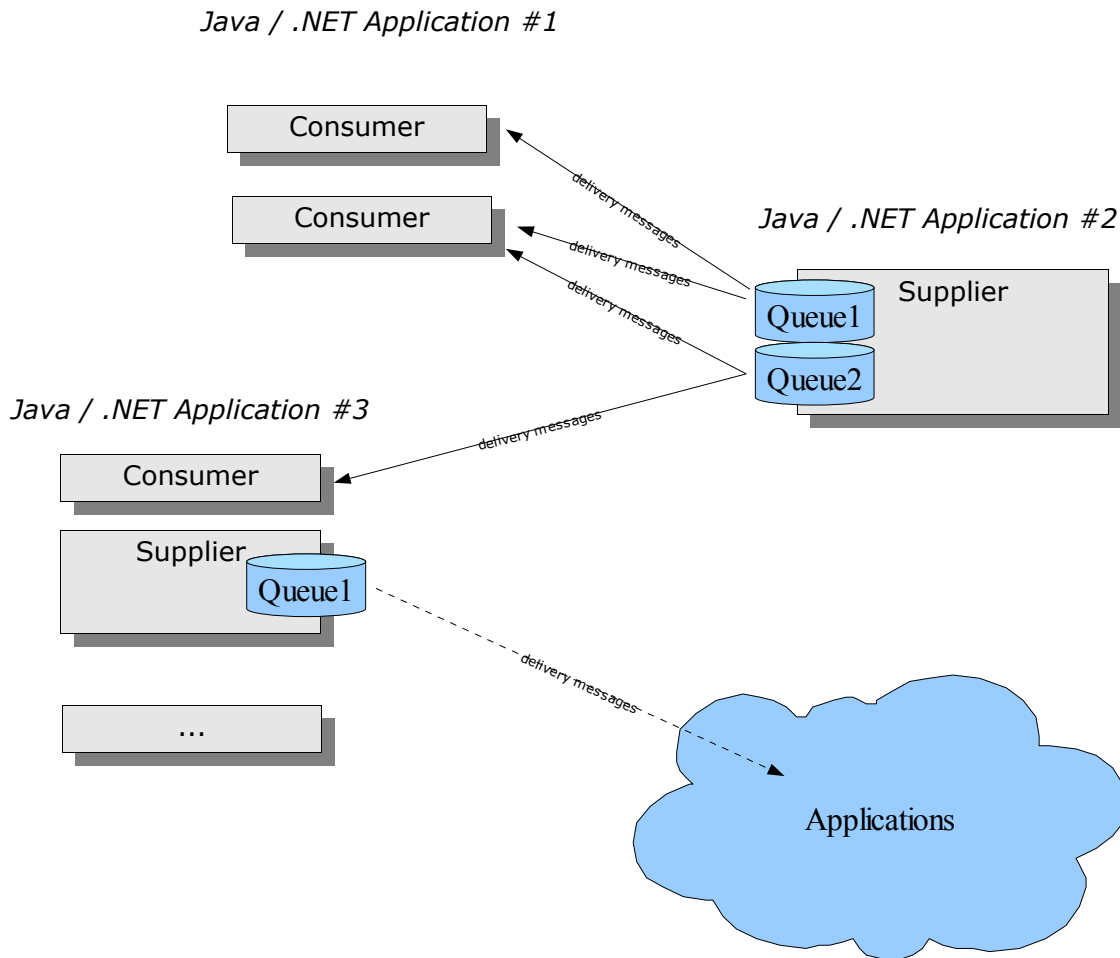 Java / .NET Application #1
Consumer
delivery messages
Consumer
Java / .NET Application #2
delivery messages
Supplier
delivery messages
Queue1
Queue2
Java / .NET Application #3
delivery messages
Consumer
Supplier
Queue1
delivery messages
...
Applications